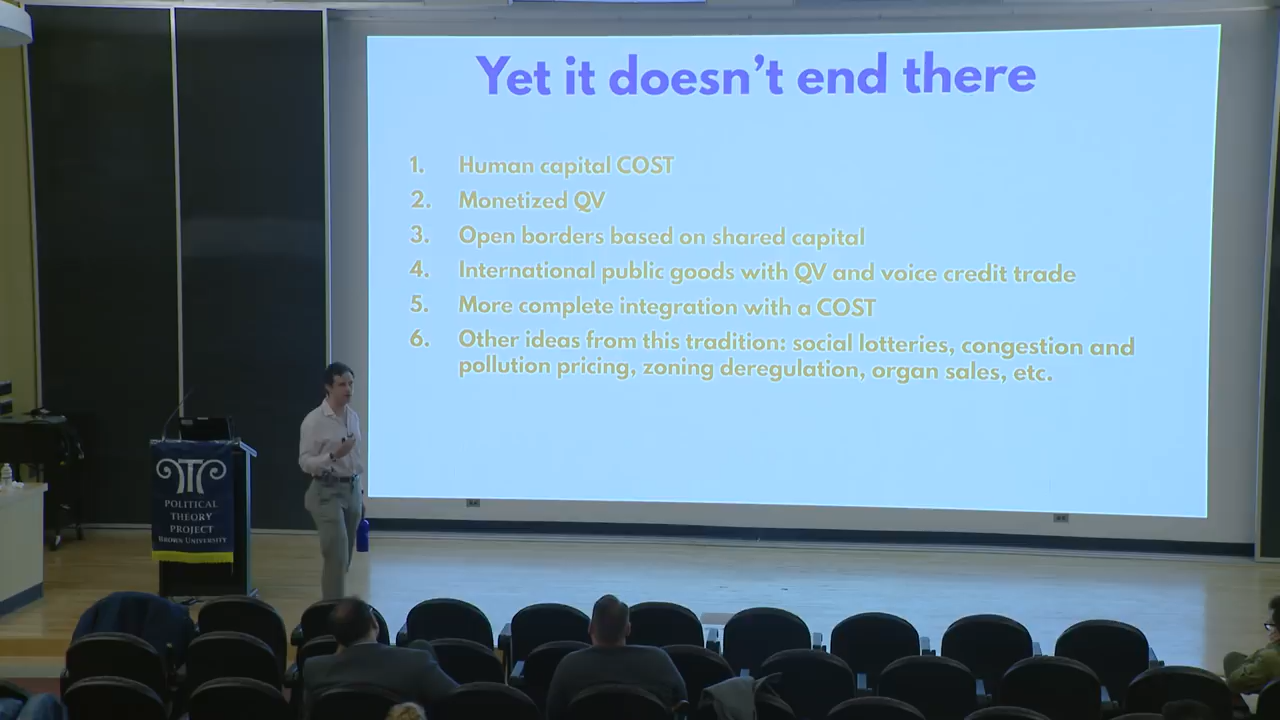 Yet it doesn't end there
1. Human capital COST
2. Monetized QV
3. Open borders based on shared capital
4. International public goods with QV and voice credit trade
5. More complete integration with a COST
6. Other ideas from this tradition: social lotteries, congestion and
pollution pricing, zoning deregulation, organ sales, etc.
POLITICAL
THEORY
PROJECT
BROWN UNIVERSITY